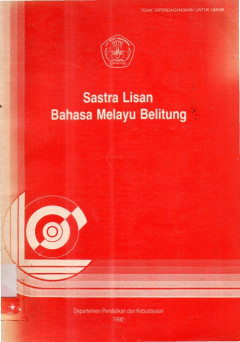 TIDAK DIPERDAGANGKAN UNTUK UMUM
Sastra Lisan
Bahasa Melayu Belitung
Departemen Pendidikan dan Kebudayaan